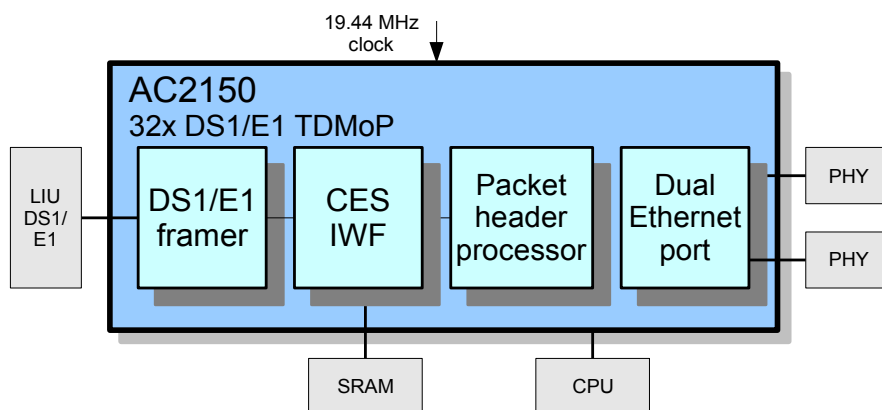 19.44 MHz
clock
AC2150
32x DS1/E1 TDMoP
LIU
DS1/
E1
DS1/E1
framer
CES
IWF
Packet
header
processor
Dual
Ethernet
port
PHY
PHY
SRAM
CPU